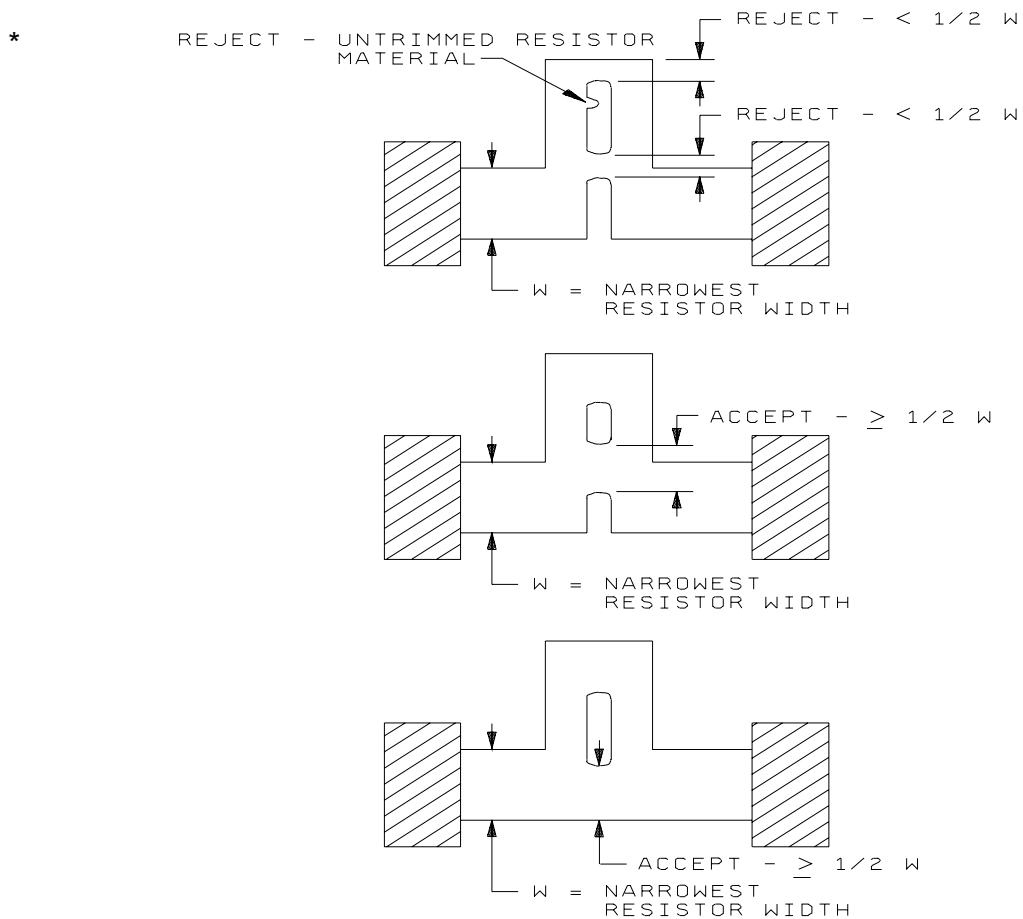 REJECT - < 1/2 W
*
REJECT - UNTRIMMED RESISTOR
MATERIAL
REJECT - < 1/2 W
W = NARROWEST
RESISTOR WIDTH
ACCEPT - ≥ 1/2 W
W = NARROWEST
RESISTOR WIDTH
ACCEPT - ≥ 1/2 W
W = NARROWEST
RESISTOR WIDTH